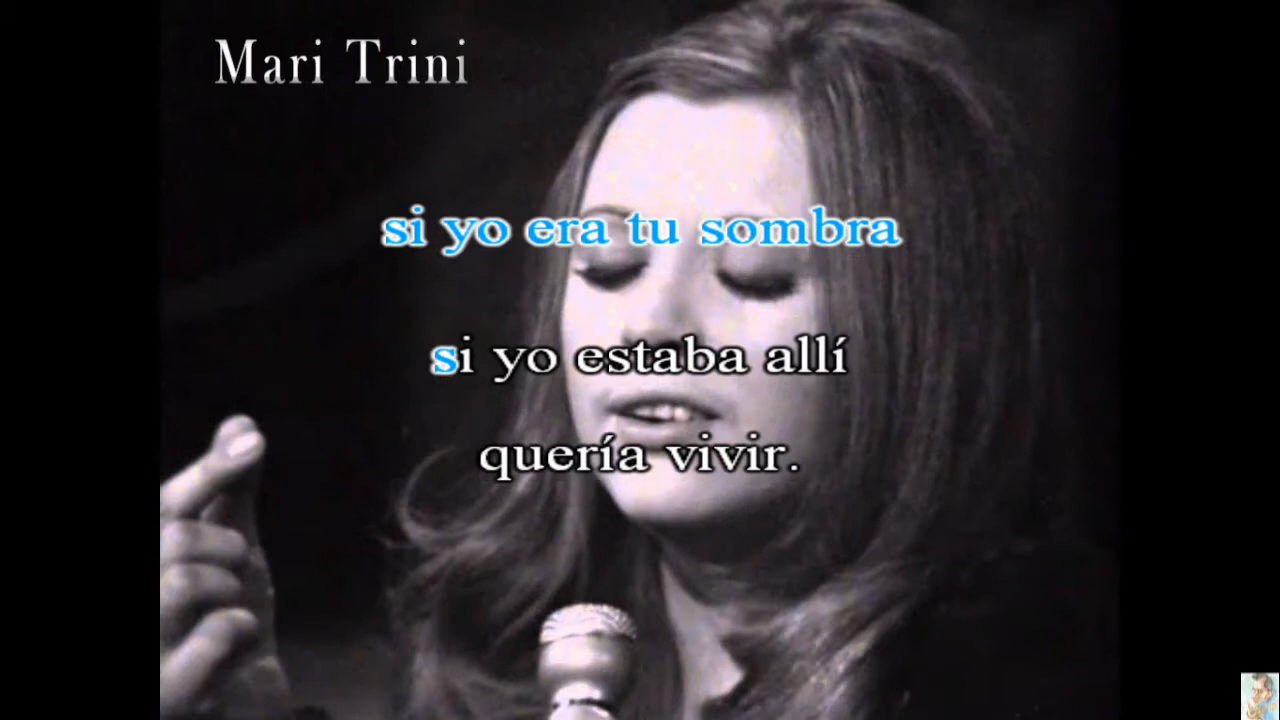 Mari Trini
si yo era tu sombra
si yo estaba allí
quería vivir.